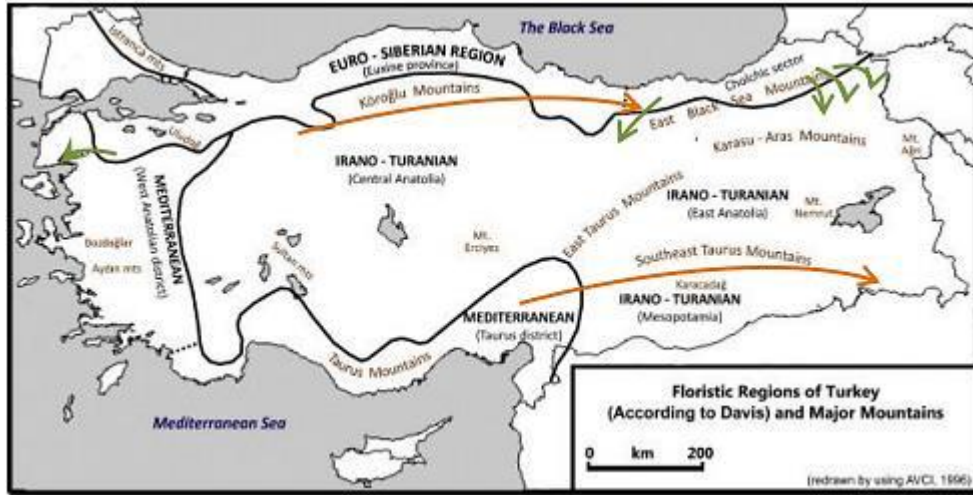 The Black Sea
Istranca mts
EURO - SIBERIAN REGION
(Euxine province)
Cholchic sector
Köroğlu Mountains
East Black Sea Mountains
Uludağ
Karasu - Aras Mountains
Mt.
Ağrı
IRANO - TURANIAN
(Central Anatolia)
MEDITERRANEAN
(West Anatolian district)
IRANO - TURANIAN
(East Anatolia)
Mt.
Nemrut
East Taurus Mountains
Bozdağlar
Aydın mts
Sultan mts
Mt.
Erciyes
Southeast Taurus Mountains
Karacadağ
IRANO - TURANIAN
(Mesopotamia)
MEDITERRANEAN
(Taurus district)
Taurus Mountains
Mediterranean Sea
Floristic Regions of Turkey
(According to Davis) and Major Mountains
0 km 200
(redrawn by using AVCI, 1996)